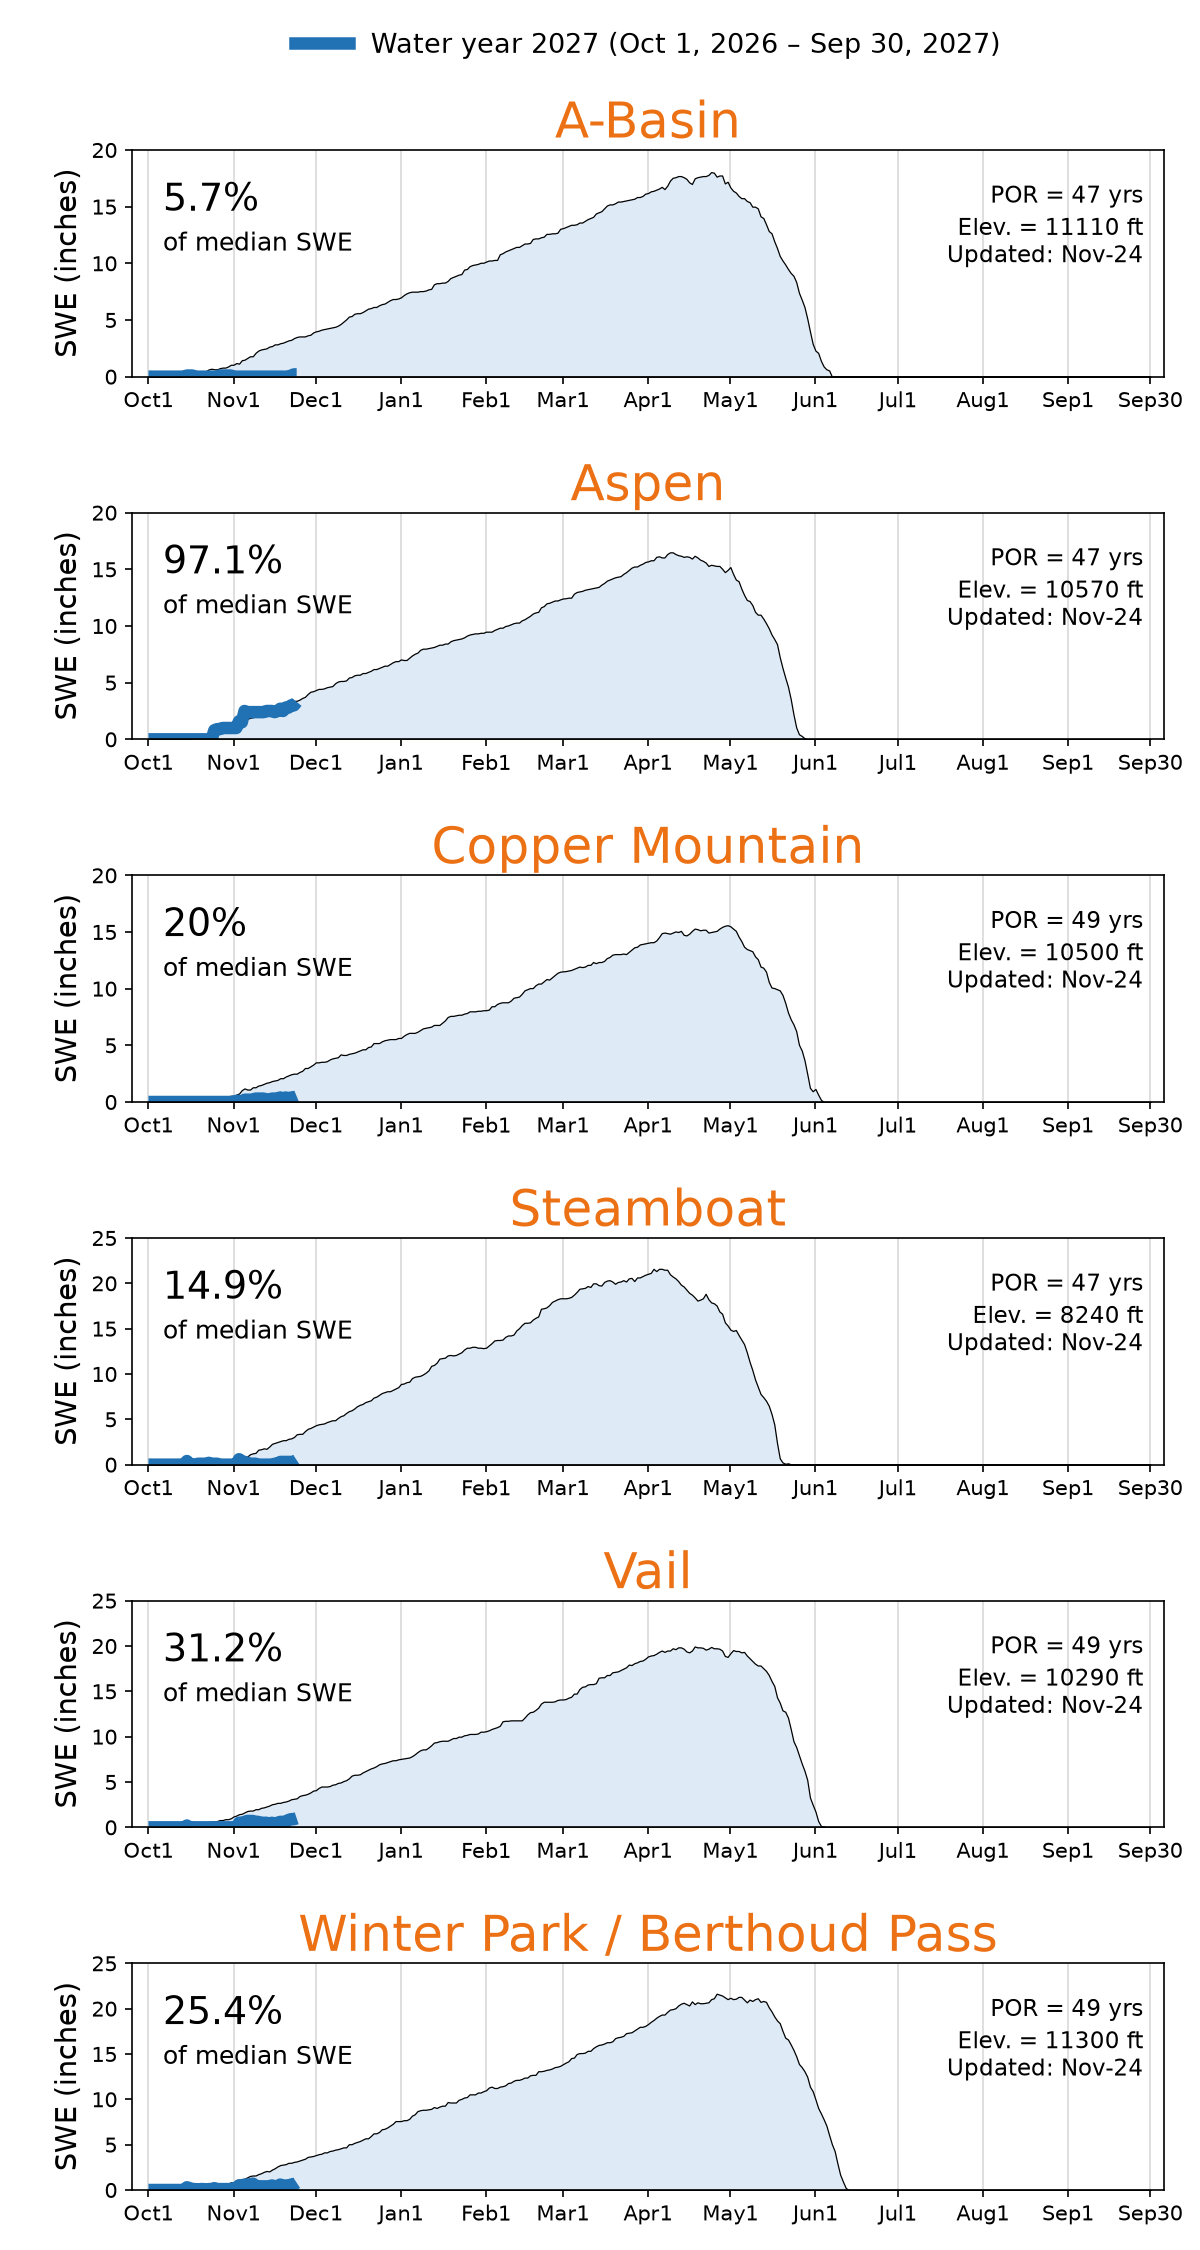 Water year 2027 (Oct 1, 2026 – Sep 30, 2027)
A-Basin
SWE (inches)
20
15
10
5
0
5.7%
of median SWE
POR = 47 yrs
Elev. = 11110 ft
Updated: Nov-24
Oct1 Nov1 Dec1 Jan1 Feb1 Mar1 Apr1 May1 Jun1 Jul1 Aug1 Sep1 Sep30
Aspen
SWE (inches)
20
15
10
5
0
97.1%
of median SWE
POR = 47 yrs
Elev. = 10570 ft
Updated: Nov-24
Oct1 Nov1 Dec1 Jan1 Feb1 Mar1 Apr1 May1 Jun1 Jul1 Aug1 Sep1 Sep30
Copper Mountain
SWE (inches)
20
15
10
5
0
20%
of median SWE
POR = 49 yrs
Elev. = 10500 ft
Updated: Nov-24
Oct1 Nov1 Dec1 Jan1 Feb1 Mar1 Apr1 May1 Jun1 Jul1 Aug1 Sep1 Sep30
Steamboat
SWE (inches)
25
20
15
10
5
0
14.9%
of median SWE
POR = 47 yrs
Elev. = 8240 ft
Updated: Nov-24
Oct1 Nov1 Dec1 Jan1 Feb1 Mar1 Apr1 May1 Jun1 Jul1 Aug1 Sep1 Sep30
Vail
SWE (inches)
25
20
15
10
5
0
31.2%
of median SWE
POR = 49 yrs
Elev. = 10290 ft
Updated: Nov-24
Oct1 Nov1 Dec1 Jan1 Feb1 Mar1 Apr1 May1 Jun1 Jul1 Aug1 Sep1 Sep30
Winter Park / Berthoud Pass
SWE (inches)
25
20
15
10
5
0
25.4%
of median SWE
POR = 49 yrs
Elev. = 11300 ft
Updated: Nov-24
Oct1 Nov1 Dec1 Jan1 Feb1 Mar1 Apr1 May1 Jun1 Jul1 Aug1 Sep1 Sep30